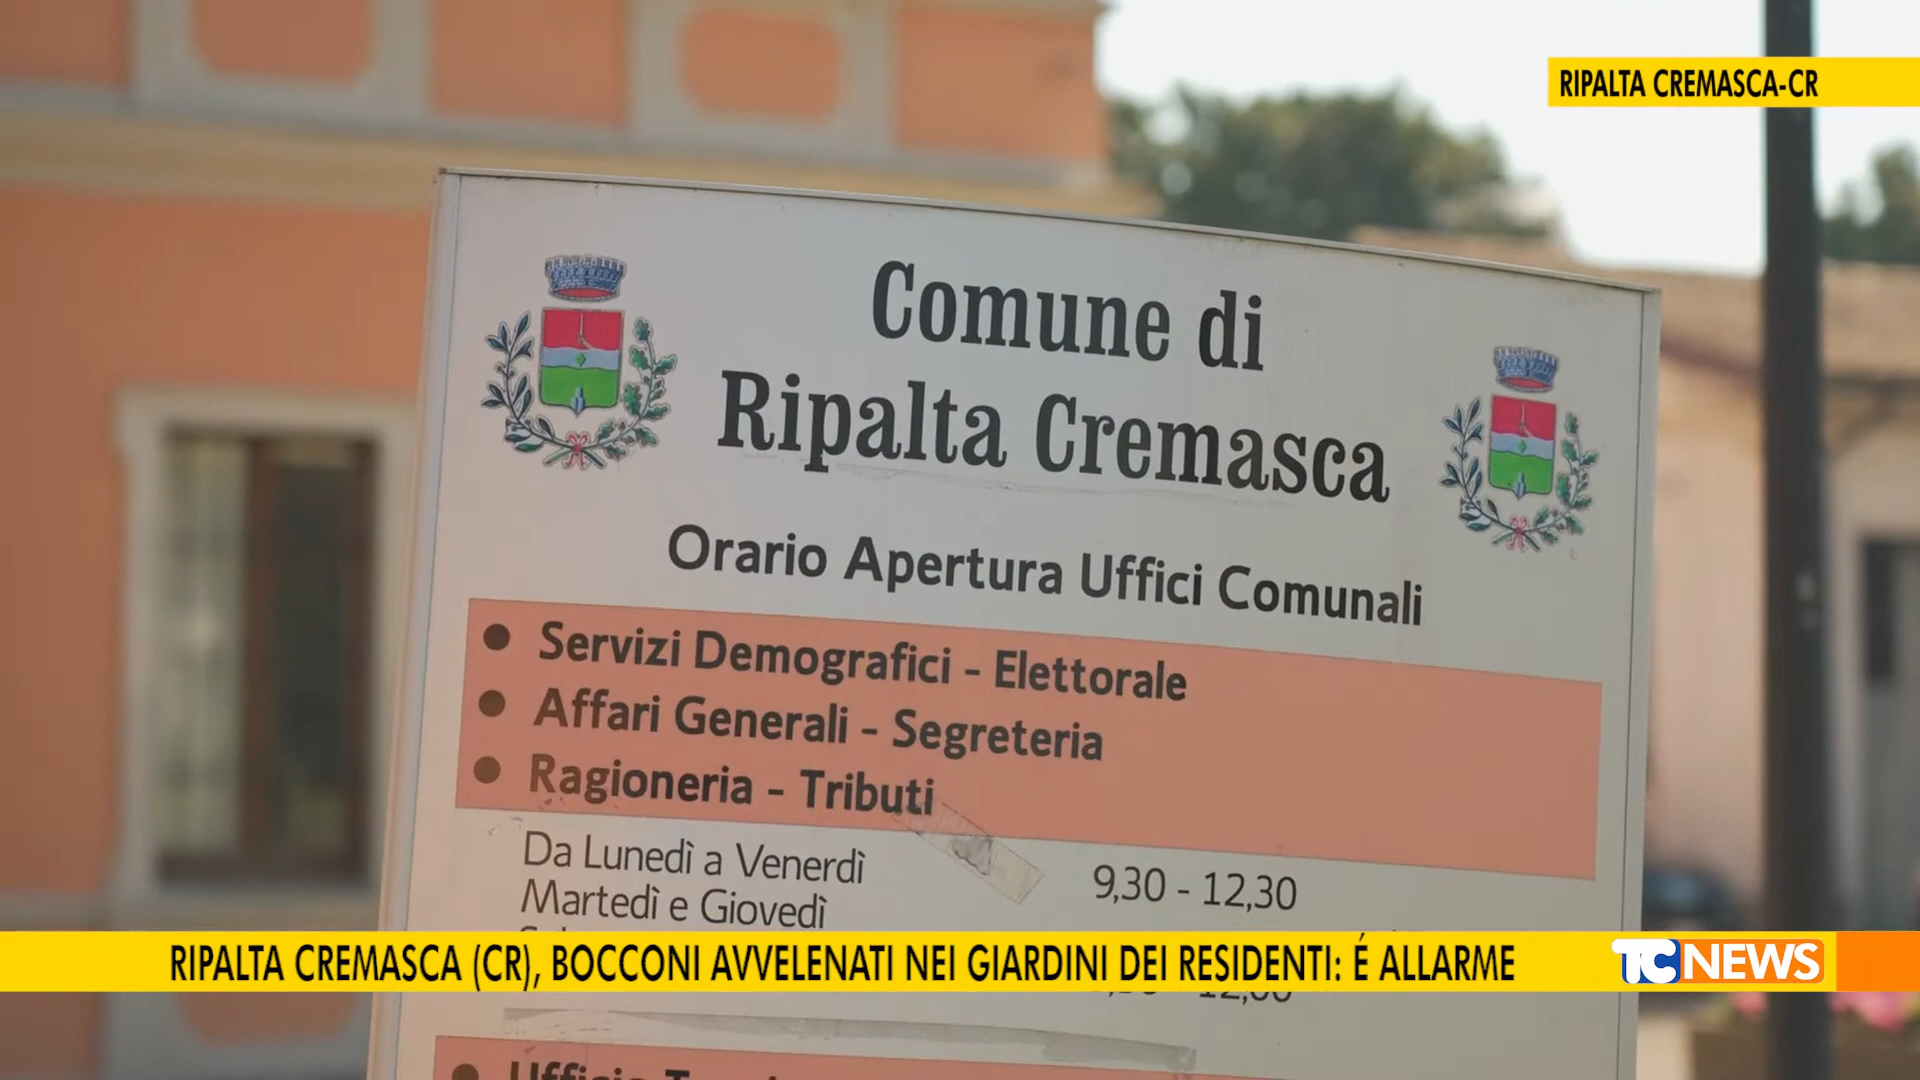 RIPALTA CREMASCA-CR
Comune di
Ripalta Cremasca
Orario Apertura Uffici Comunali
• Servizi Demografici - Elettorale
• Affari Generali - Segreteria
• Ragioneria - Tributi
Da Lunedì a Venerdì 9,30 - 12,30
Martedì e Giovedì
RIPALTA CREMASCA (CR), BOCCONI AVVELENATI NEI GIARDINI DEI RESIDENTI: É ALLARME
TC NEWS